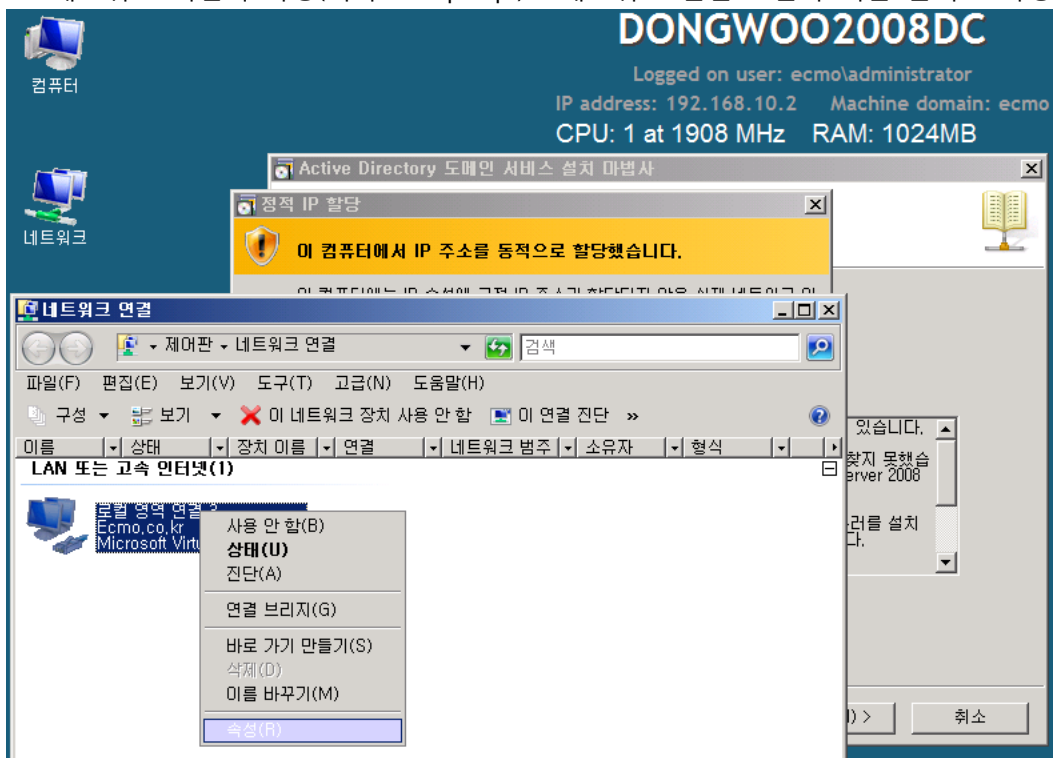 DONGWOO2008DC
Logged on user: ecmo\administrator
IP address: 192.168.10.2 Machine domain: ecmo
CPU: 1 at 1908 MHz RAM: 1024MB
컴퓨터
네트워크
Active Directory 도메인 서비스 설치 마법사
정적 IP 할당
이 컴퓨터에서 IP 주소를 동적으로 할당했습니다.
네트워크 연결
제어판 네트워크 연결
검색
파일(F) 편집(E) 보기(V) 도구(T) 고급(N) 도움말(H)
구성 보기 이 네트워크 장치 사용 안 함 이 연결 진단 »
이름 상태 장치 이름 연결 네트워크 범주 소유자 형식
LAN 또는 고속 인터넷(1)
로컬 영역 연결
Ecmo.co.kr
Microsoft Virtu
사용 안 함(B)
상태(U)
진단(A)
연결 브리지(G)
바로 가기 만들기(S)
삭제(D)
이름 바꾸기(M)
속성(R)
있습니다.
찾지 못했습
erver 2008
러를 설치
다.
) >
취소